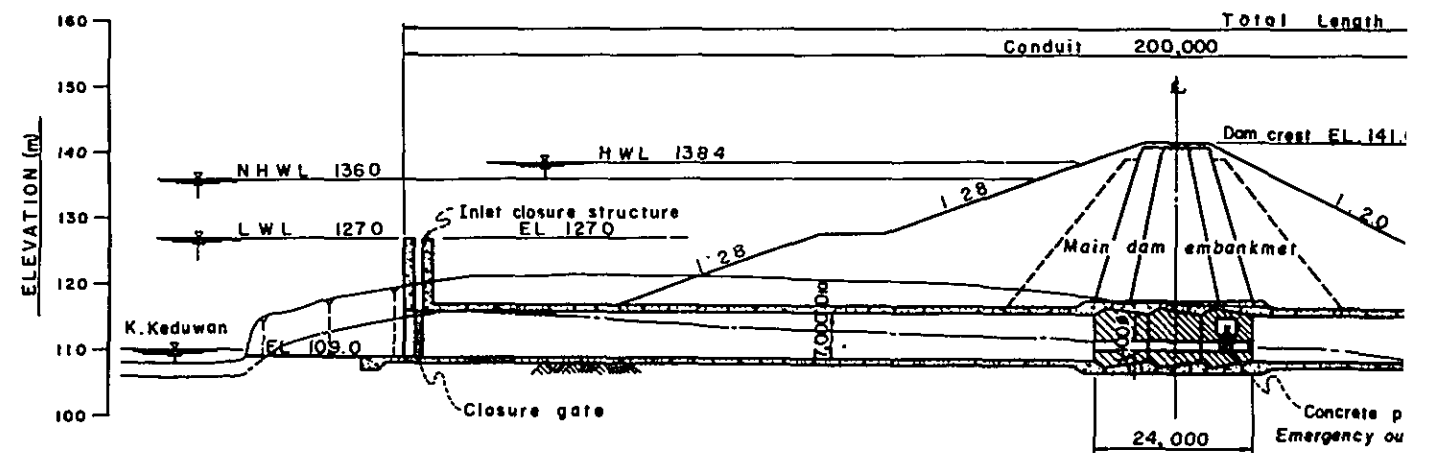 160
Total Length
Conduit 200,000
150
ELEVATION (m)
℄
Dam crest EL. 141.
140
HWL 1384
NHWL 1360
1 28
1:20
130
Inlet closure structure
LWL 1270
EL 1270
Main dam embankmet
1:28
120
K. Keduwan
7,000
110
EL 109.0
Closure gate
100
Concrete p
24,000
Emergency ou